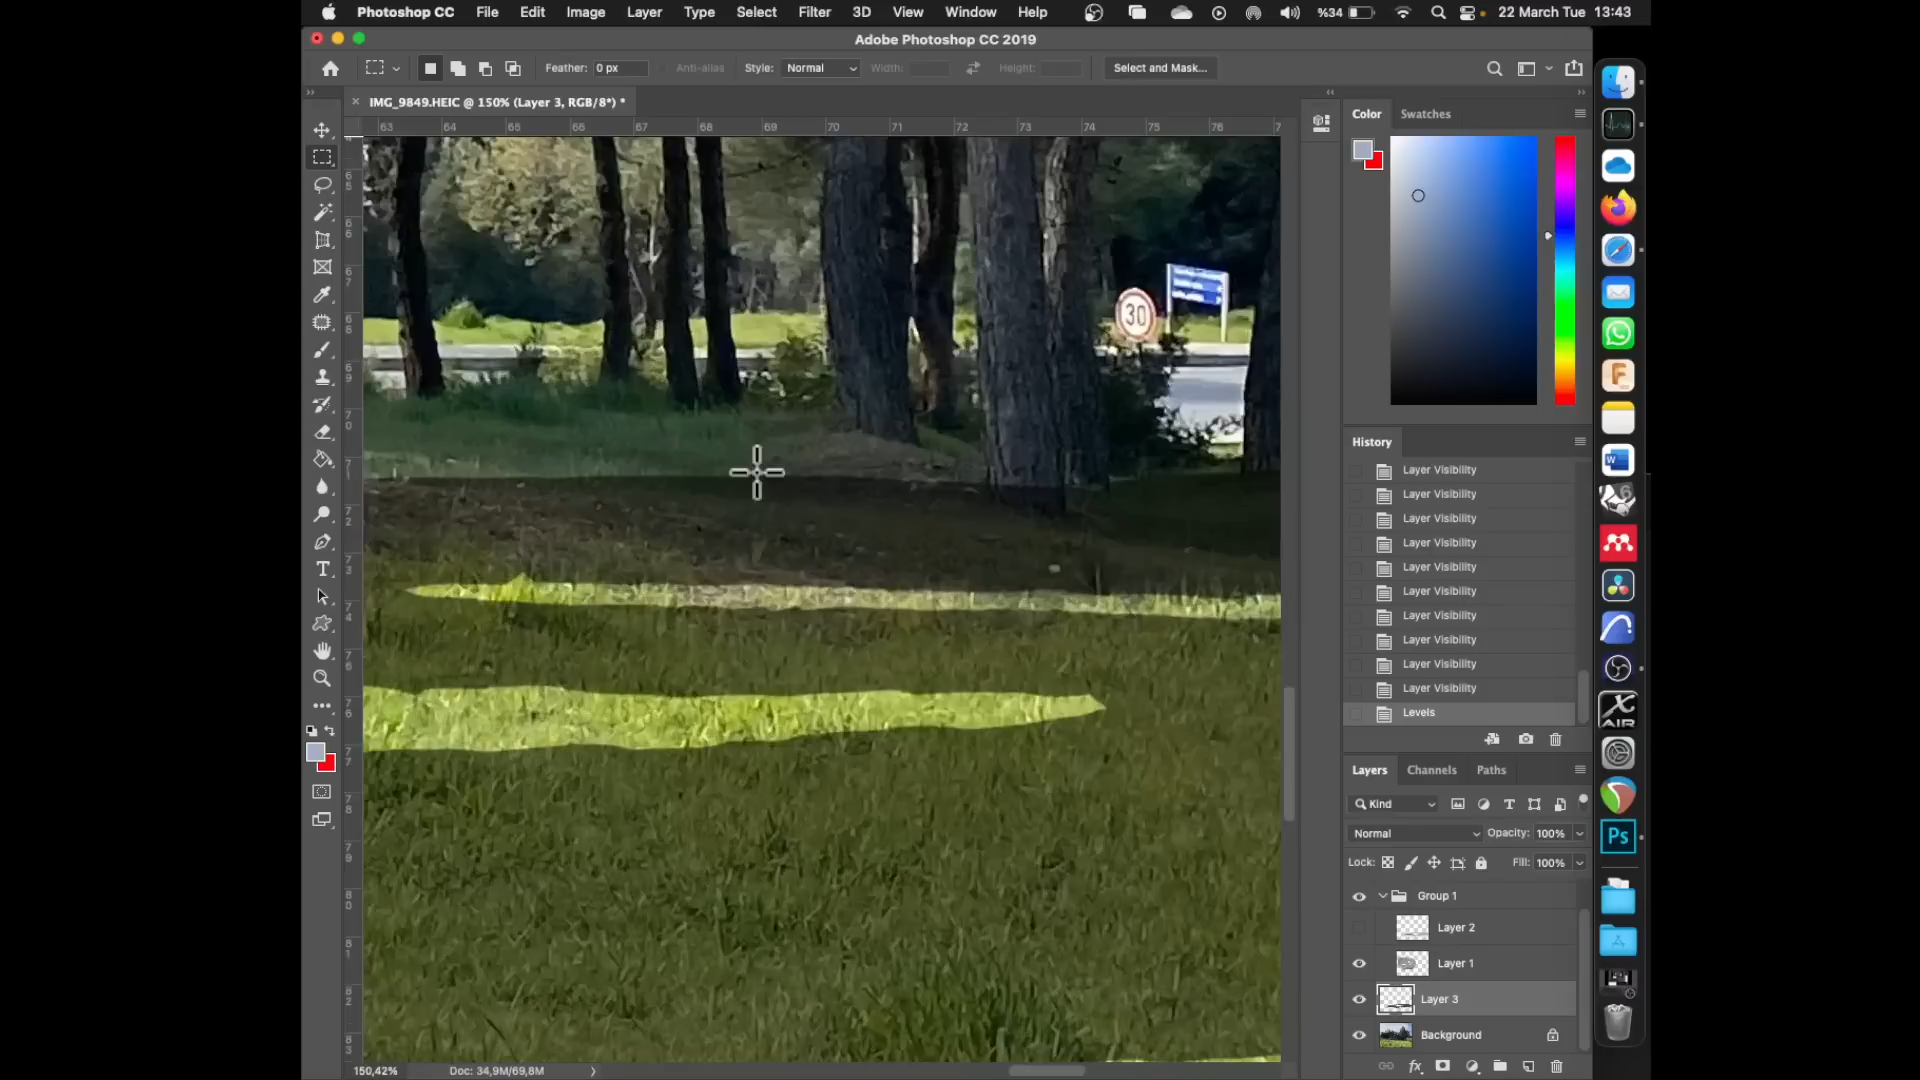 Photoshop CC File Edit Image Layer Type Select Filter 3D View Window Help %34 22 March Tue 13:43
Adobe Photoshop CC 2019
Feather: 0 px Anti-alias Style: Normal Width: Height: Select and Mask...
IMG_9849.HEIC @ 150% (Layer 3, RGB/8*) *
63 64 65 66 67 68 69 70 71 72 73 74 75 76 7
Color Swatches
30
History
Layer Visibility
Layer Visibility
Layer Visibility
Layer Visibility
Layer Visibility
Layer Visibility
Layer Visibility
Layer Visibility
Layer Visibility
Layer Visibility
Levels
Layers Channels Paths
Kind
Normal Opacity: 100%
Lock: Fill: 100%
Group 1
Layer 2
Layer 1
Layer 3
Background
150,42% Doc: 34,9M/69,8M
T
fx
F
W
6
X
AIR
Ps